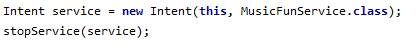 Intent service = new Intent(this, MusicFunService.class);
stopService(service);